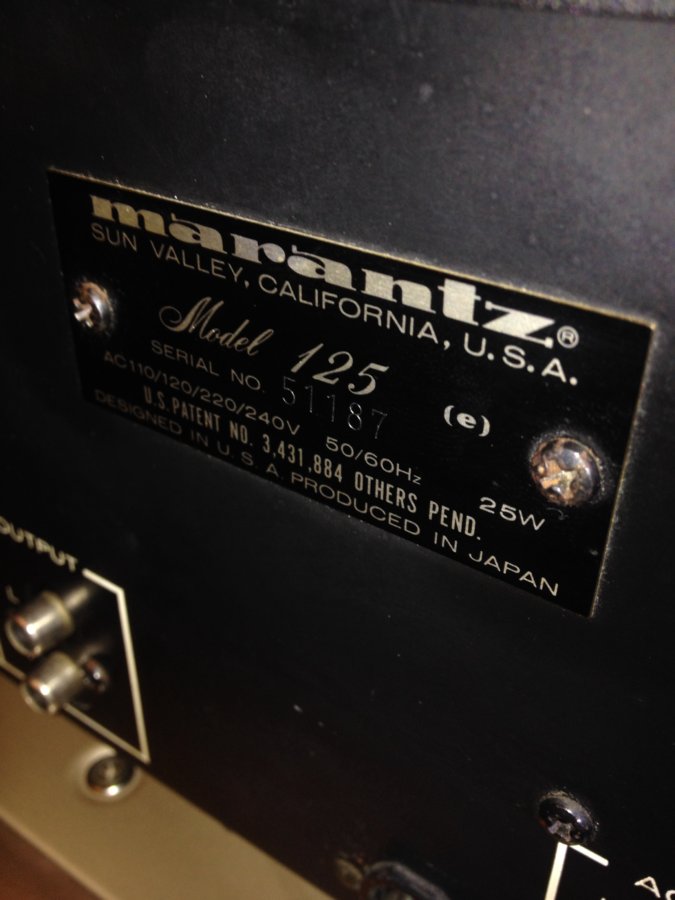 marantz®
SUN VALLEY, CALIFORNIA, U.S.A.
Model 125 (e)
SERIAL NO. 51187
AC110/120/220/240V 50/60Hz 25W
U.S. PATENT NO. 3,431,884 OTHERS PEND.
DESIGNED IN U.S.A. PRODUCED IN JAPAN
OUTPUT
L